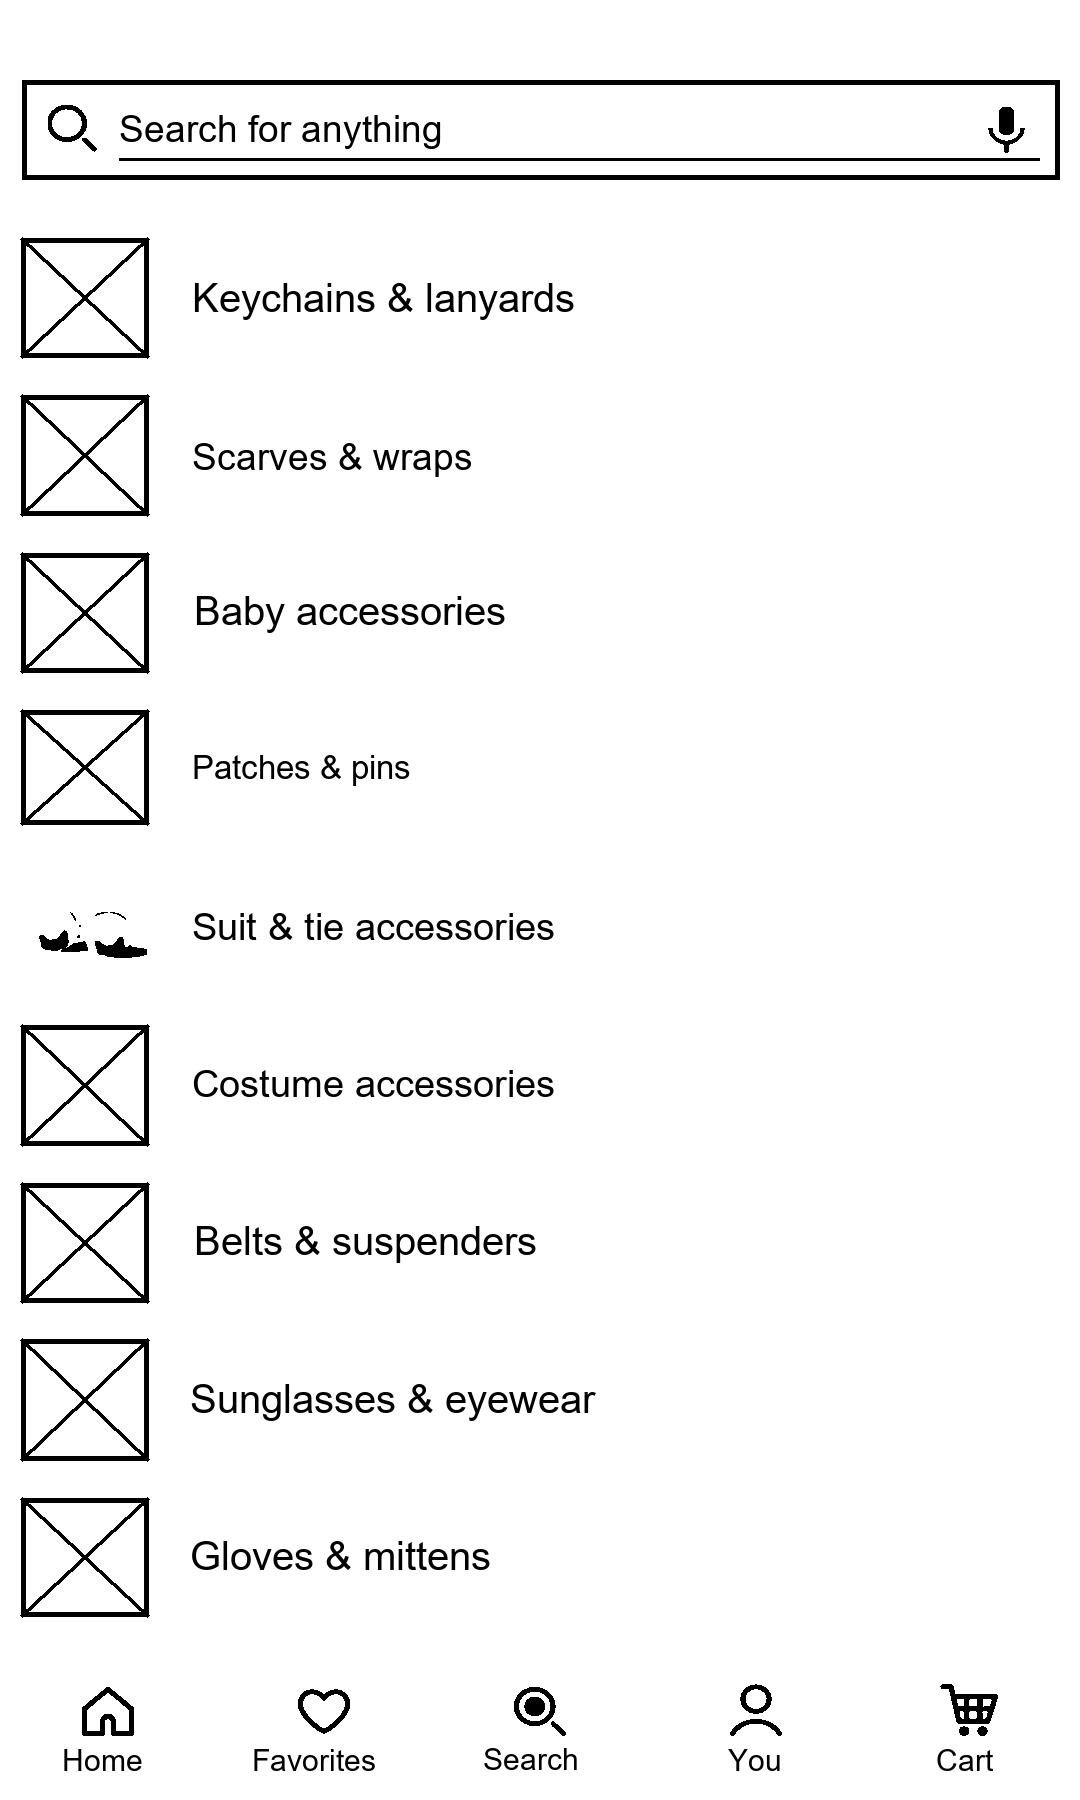 Search for anything
Keychains & lanyards
Scarves & wraps
Baby accessories
Patches & pins
Suit & tie accessories
Costume accessories
Belts & suspenders
Sunglasses & eyewear
Gloves & mittens
Home Favorites Search You Cart